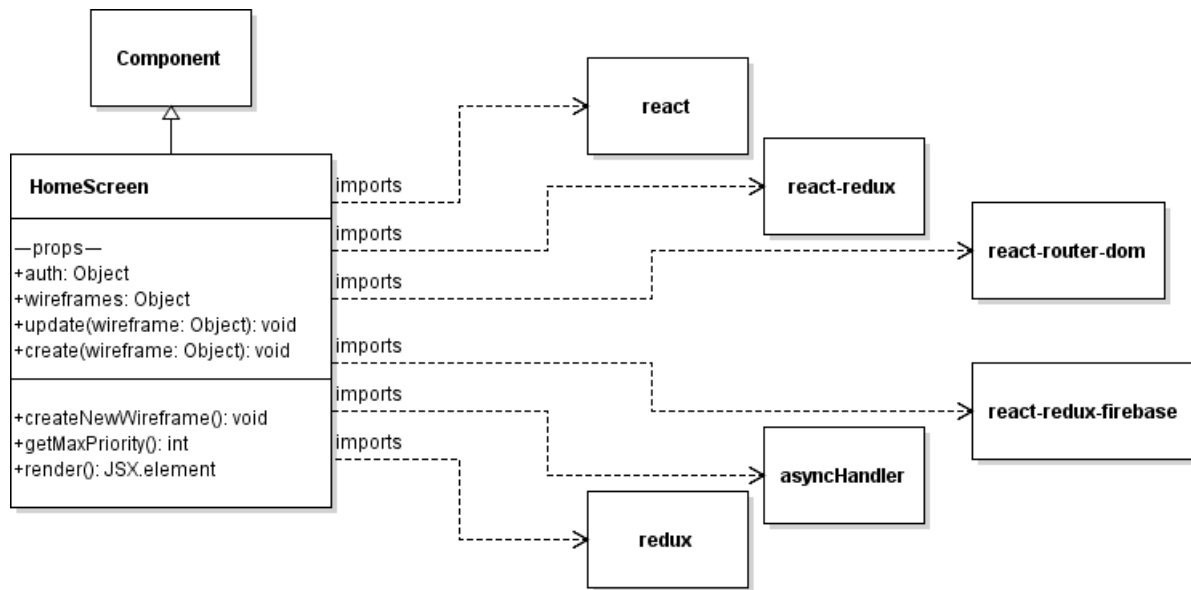 Component
react
HomeScreen
imports
react-redux
—props—
imports
+auth: Object
react-router-dom
+wireframes: Object
imports
+update(wireframe: Object): void
+create(wireframe: Object): void
imports
+createNewWireframe(): void
imports
react-redux-firebase
+getMaxPriority(): int
imports
+render(): JSX.element
asyncHandler
redux